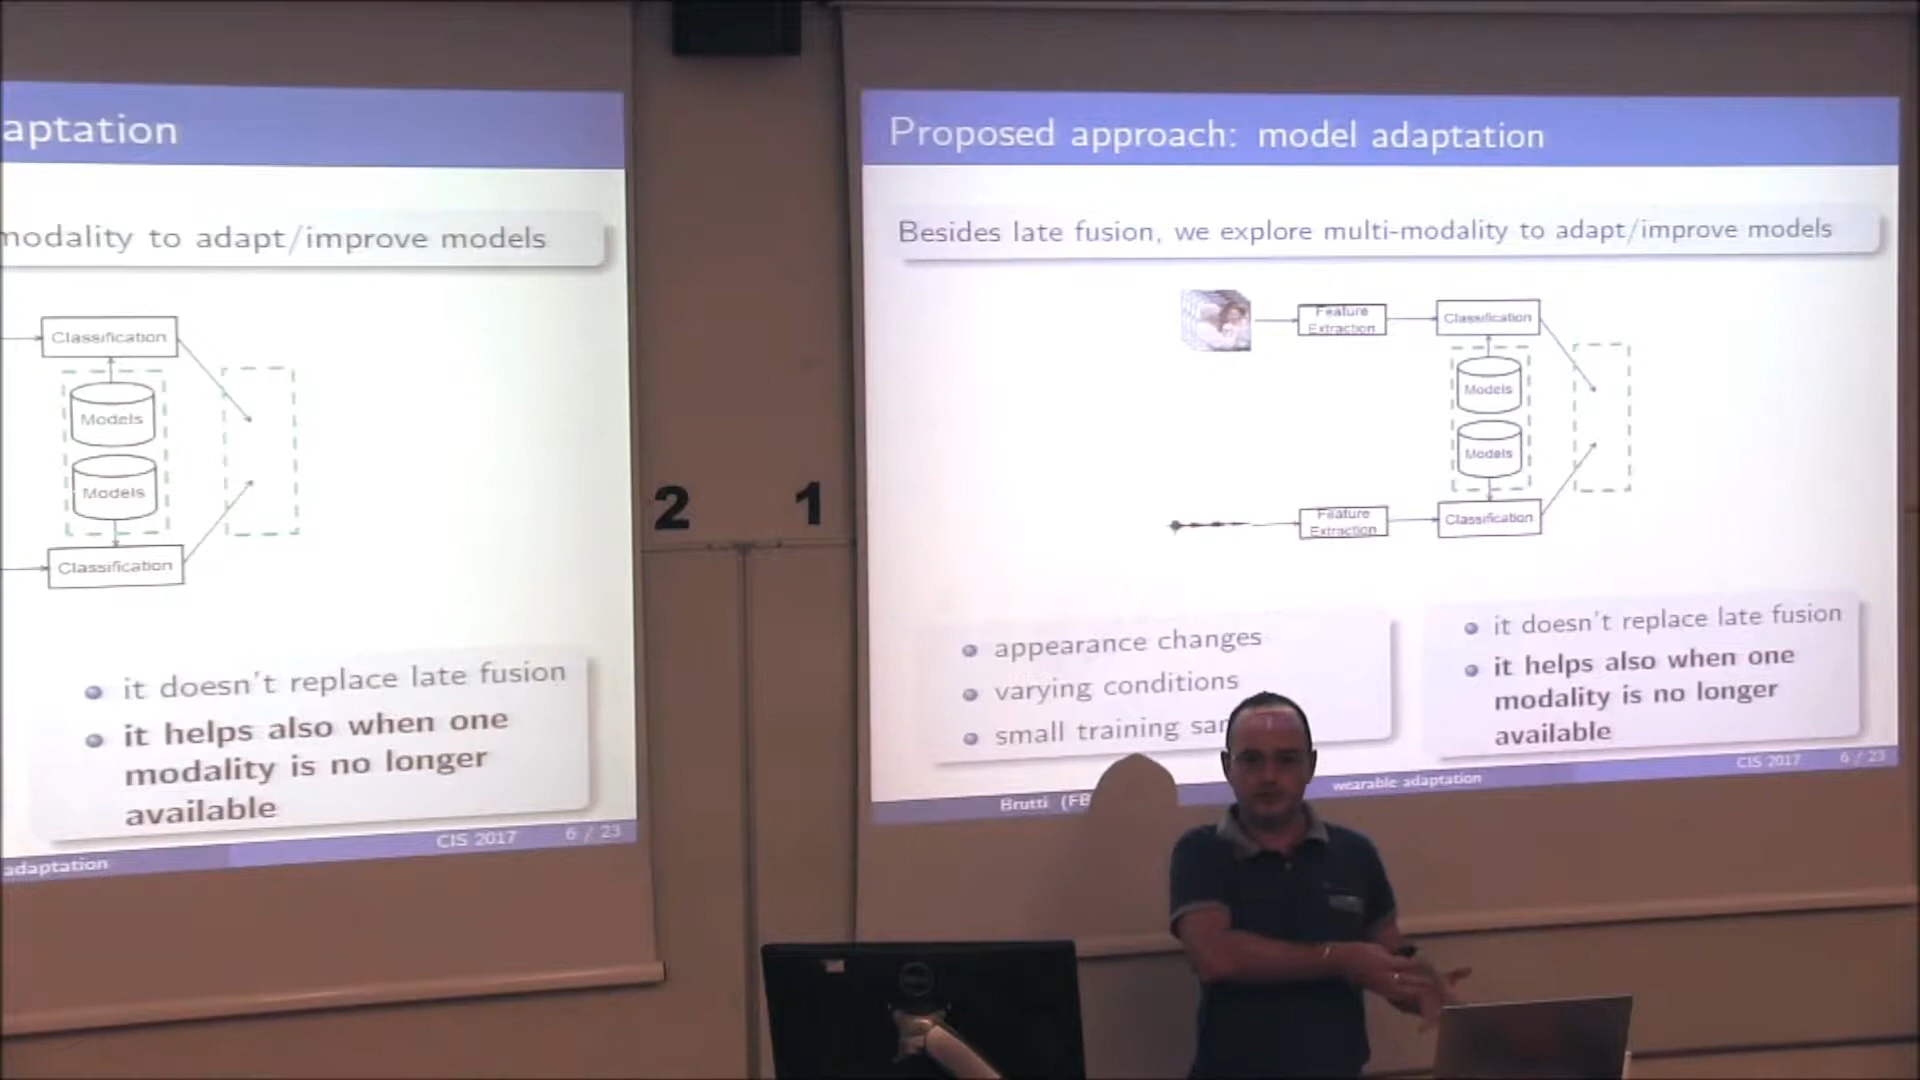 aptation
modality to adapt/improve models
Classification
Models
Models
Classification
it doesn't replace late fusion
it helps also when one
modality is no longer
available
CIS 2017 6 / 23
adaptation
2 1
Proposed approach: model adaptation
Besides late fusion, we explore multi-modality to adapt/improve models
Feature
Extraction
Classification
Models
Models
Feature
Extraction
Classification
appearance changes
varying conditions
small training
it doesn't replace late fusion
it helps also when one
modality is no longer
available
Brutti (FB
wearable adaptation
CIS 2017 6 / 23